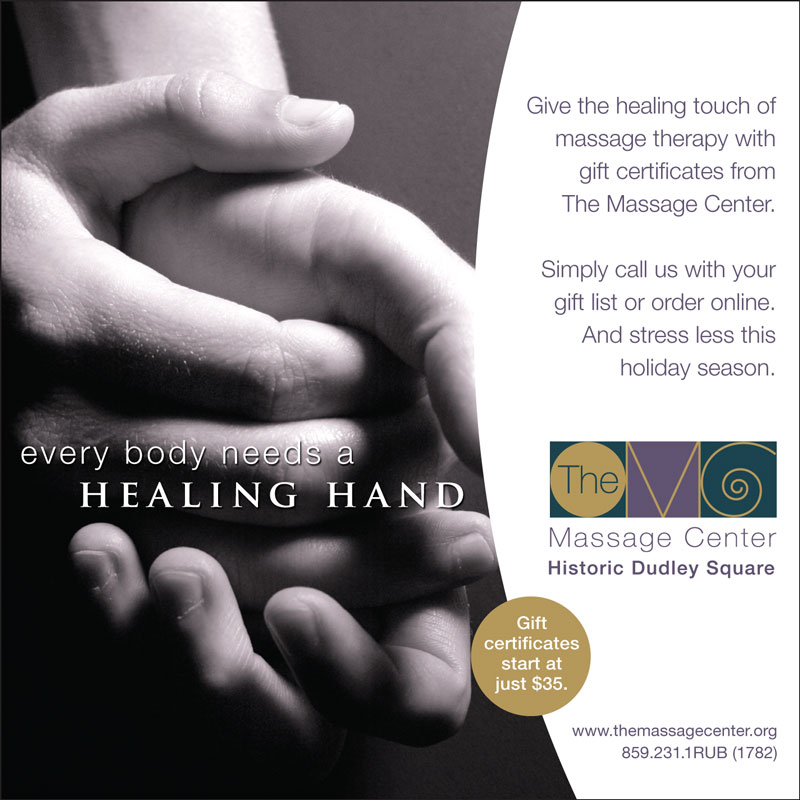 Give the healing touch of
massage therapy with
gift certificates from
The Massage Center.
Simply call us with your
gift list or order online.
And stress less this
holiday season.
every body needs a
HEALING HAND
The MC
Massage Center
Historic Dudley Square
Gift
certificates
start at
just $35.
www.themassagecenter.org
859.231.1RUB (1782)